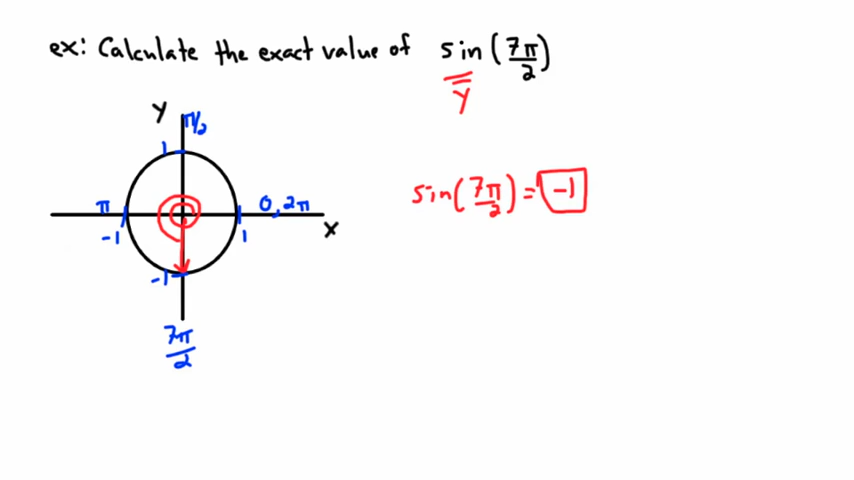 ex: Calculate the exact value of sin(7π/2)
y
Y
π/2
1
sin(7π/2) = -1
π
0, 2π
-1
1
X
-1
7π/2